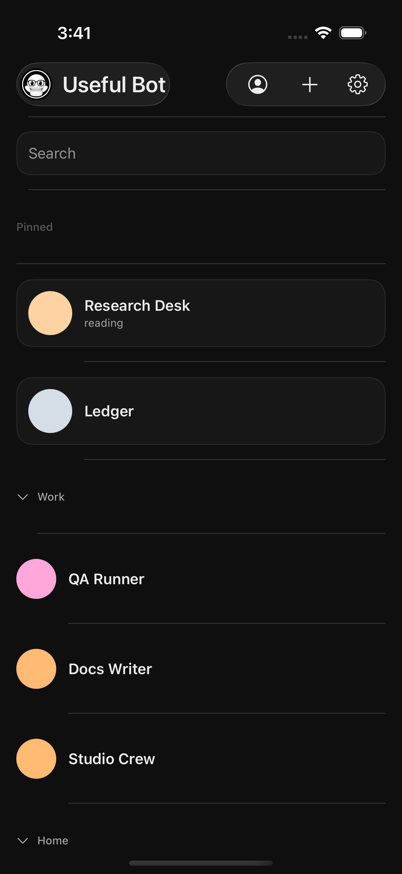 3:41
Useful Bot
Search
Pinned
Research Desk
reading
Ledger
Work
QA Runner
Docs Writer
Studio Crew
Home